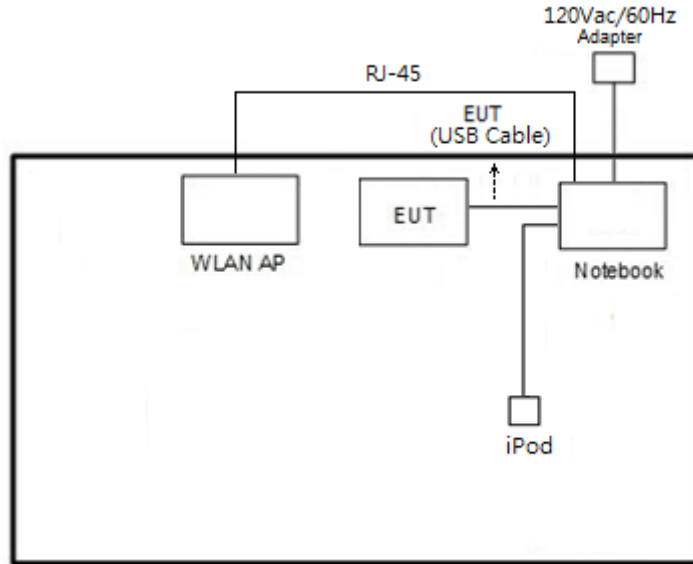 120Vac/60Hz
Adapter
RJ-45
EUT
(USB Cable)
EUT
WLAN AP
Notebook
iPod